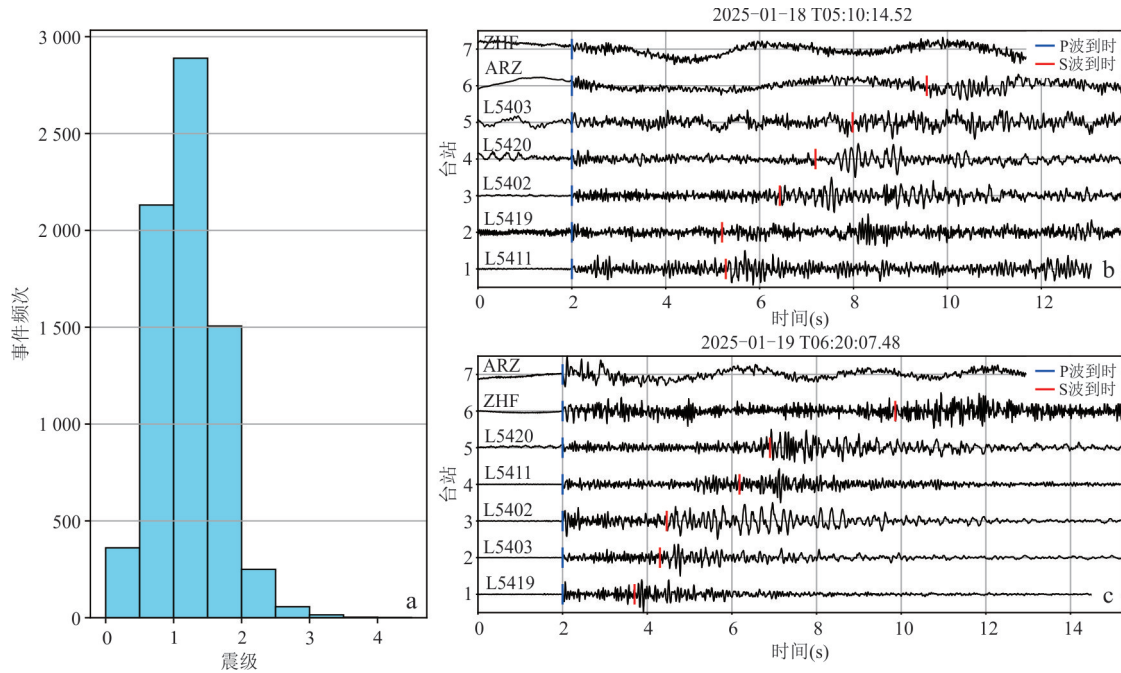 3 000
2 500
2 000
1 500
1 000
500
0
事件频次
0
1
2
3
4
震级
a
2025-01-18 T05:10:14.52
ZHF
ARZ
L5403
L5420
L5402
L5419
L5411
7
6
5
4
3
2
1
台站
P波到时
S波到时
b
0
2
4
6
8
10
12
时间(s)
2025-01-19 T06:20:07.48
ARZ
ZHF
L5420
L5411
L5402
L5403
L5419
7
6
5
4
3
2
1
台站
P波到时
S波到时
c
0
2
4
6
8
10
12
14
时间(s)